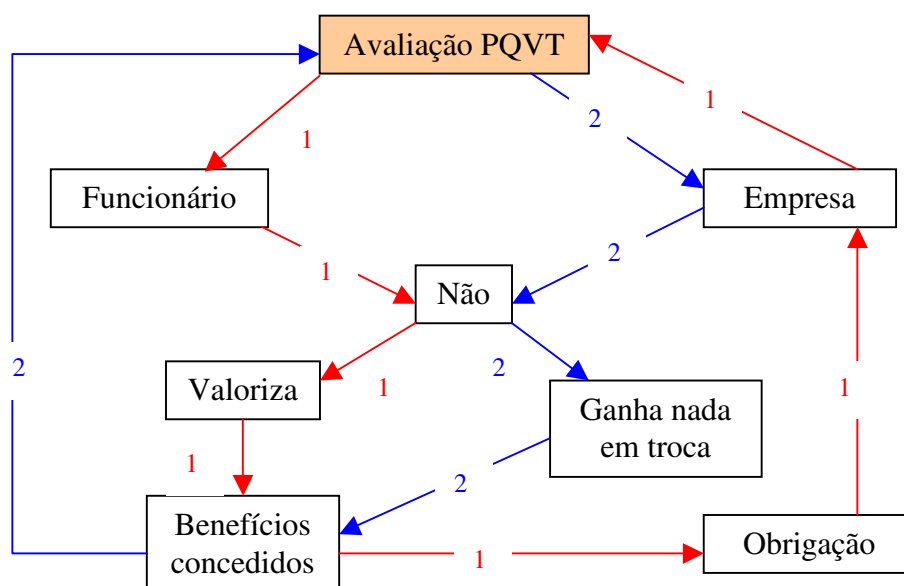 Avaliação PQVT
2
1
1
Funcionário
Empresa
1
2
Não
2
1
2
1
Valoriza
Ganha nada
em troca
1
2
Benefícios
concedidos
1
Obrigação